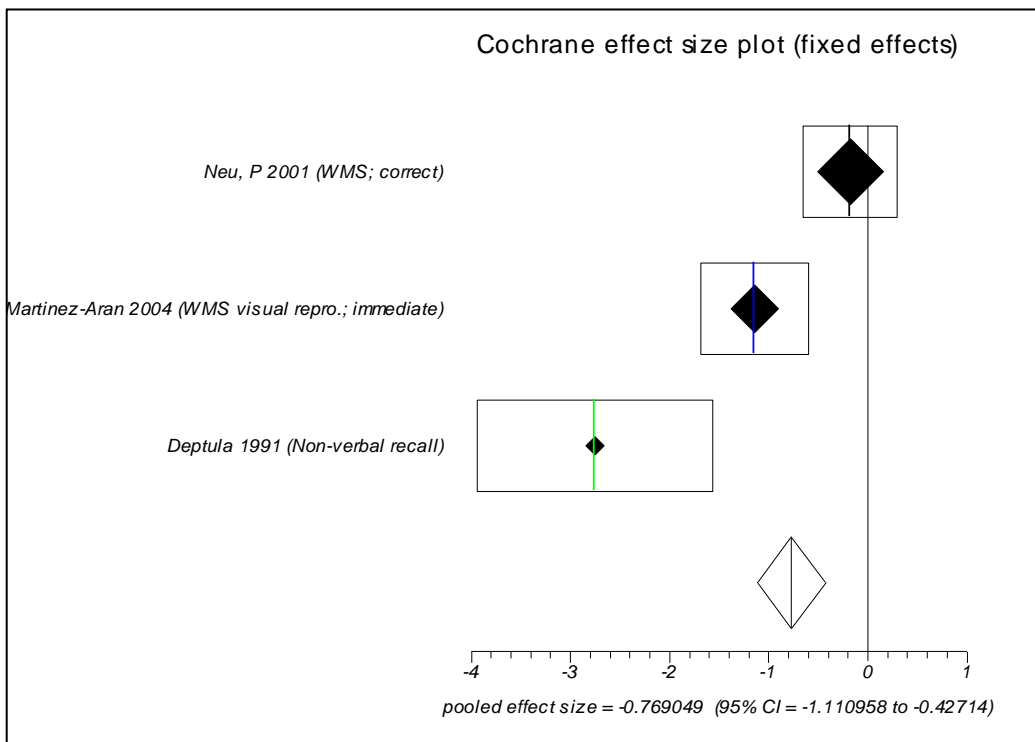 Cochrane effect size plot (fixed effects)
Neu, P 2001 (WMS; correct)
Martinez-Aran 2004 (WMS visual repro.; immediate)
Deptula 1991 (Non-verbal recall)
-4 -3 -2 -1 0 1
pooled effect size = -0.769049 (95% CI = -1.110958 to -0.42714)